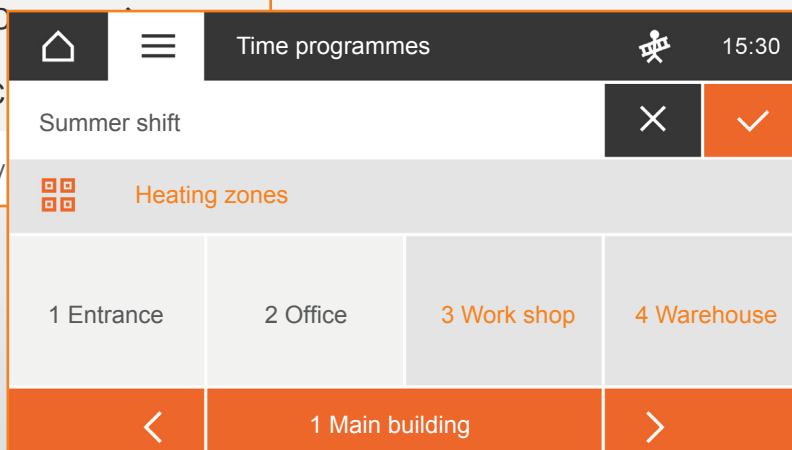 Time programmes 15:30
Summer shift
Heating zones
1 Entrance 2 Office 3 Work shop 4 Warehouse
1 Main building